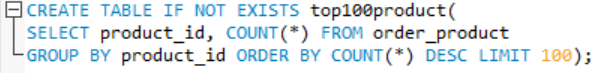 CREATE TABLE IF NOT EXISTS top100product(
SELECT product_id, COUNT(*) FROM order_product
GROUP BY product_id ORDER BY COUNT(*) DESC LIMIT 100);